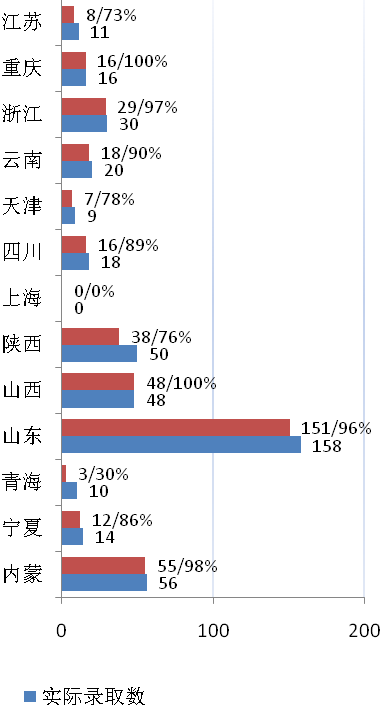 江苏 8/73%
11
重庆 16/100%
16
浙江 29/97%
30
云南 18/90%
20
天津 7/78%
9
四川 16/89%
18
上海 0/0%
0
陕西 38/76%
50
山西 48/100%
48
山东 151/96%
158
青海 3/30%
10
宁夏 12/86%
14
内蒙 55/98%
56
0 100 200
实际录取数